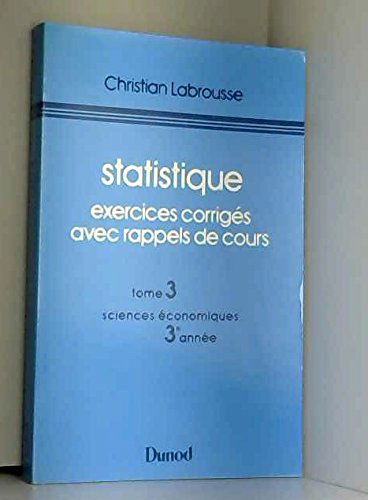 Christian Labrousse
statistique
exercices corrigés
avec rappels de cours
tome 3
sciences économiques
3e année
Dunod